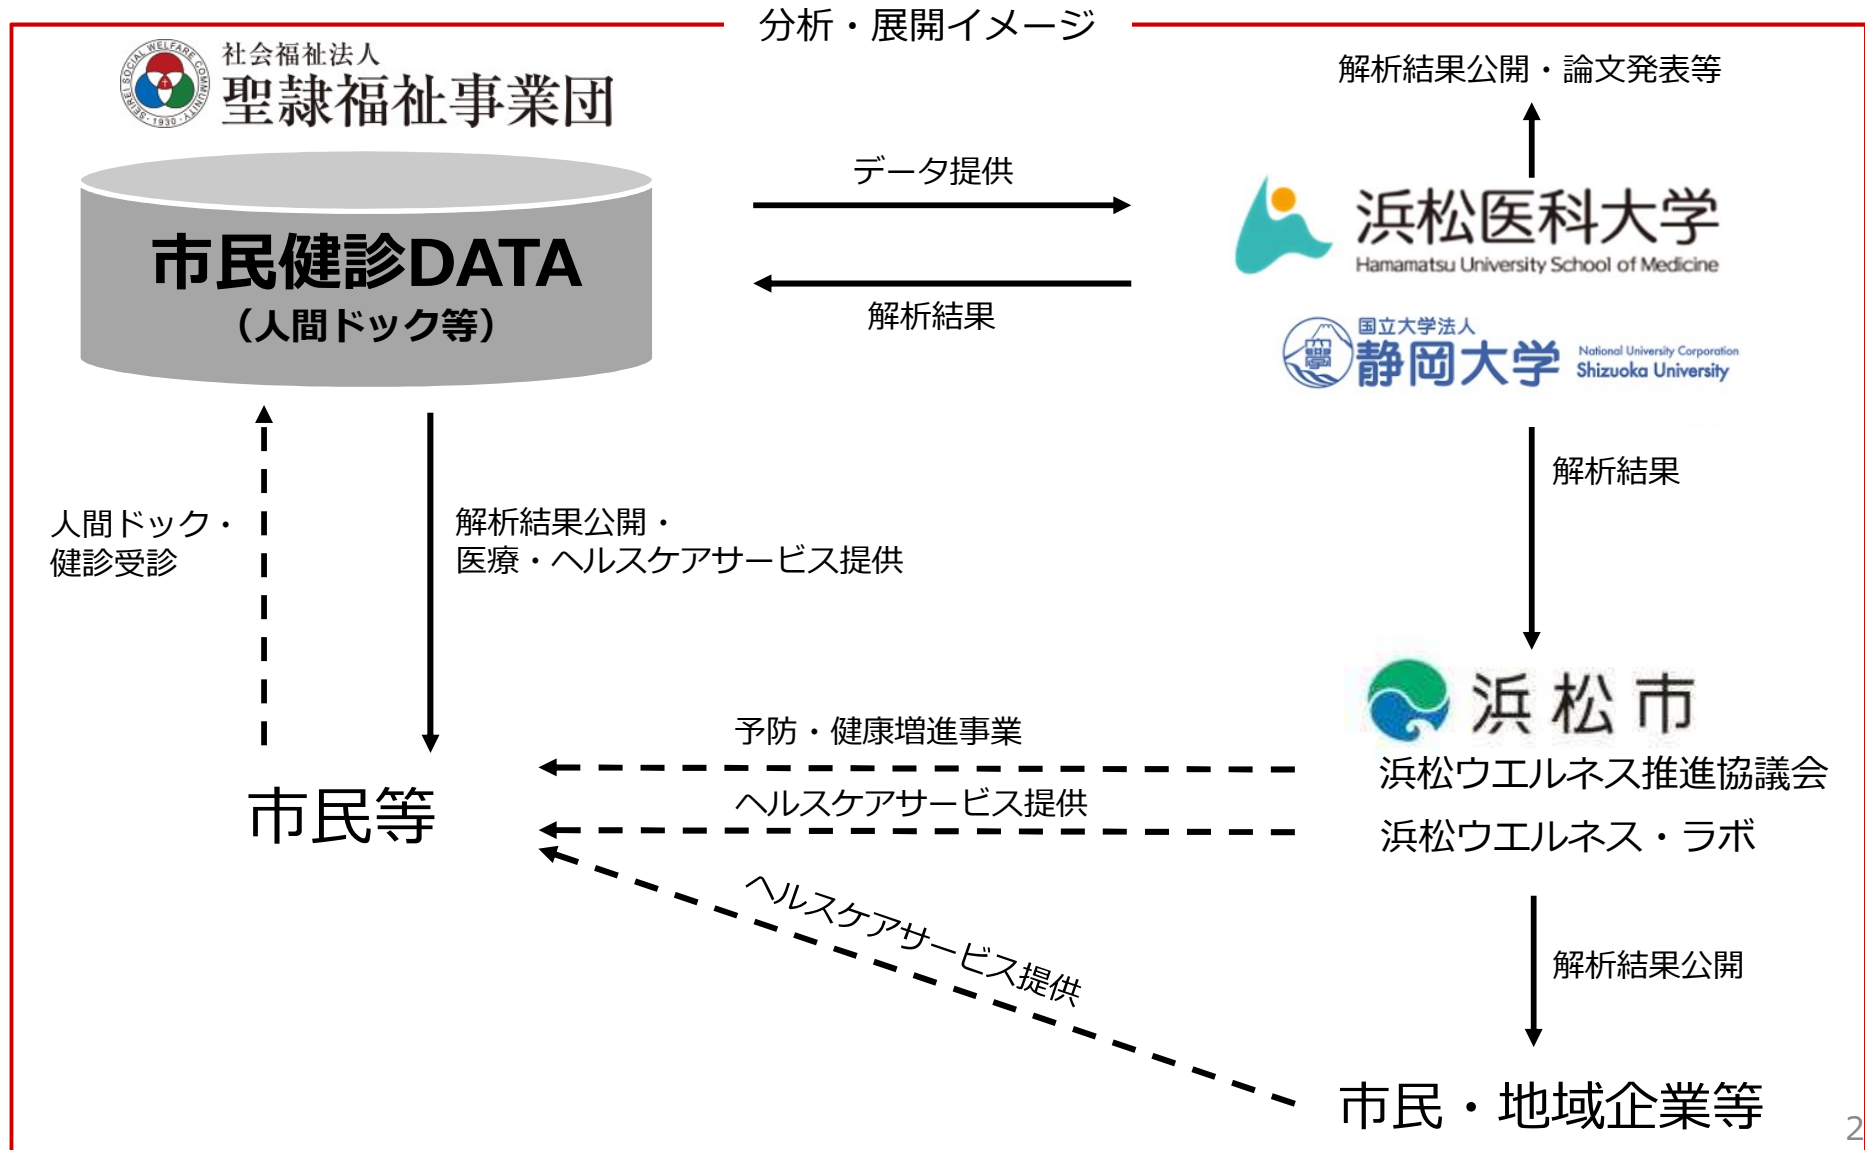 分析・展開イメージ
社会福祉法人
聖隷福祉事業団
SEIREI SOCIAL WELFARE COMMUNITY
・1930・
市民健診DATA
（人間ドック等）
データ提供
解析結果
解析結果公開・論文発表等
浜松医科大学
Hamamatsu University School of Medicine
国立大学法人
静岡大学
National University Corporation
Shizuoka University
解析結果
人間ドック・
健診受診
解析結果公開・
医療・ヘルスケアサービス提供
浜松市
浜松ウエルネス推進協議会
浜松ウエルネス・ラボ
予防・健康増進事業
ヘルスケアサービス提供
市民等
ヘルスケアサービス提供
解析結果公開
市民・地域企業等
2